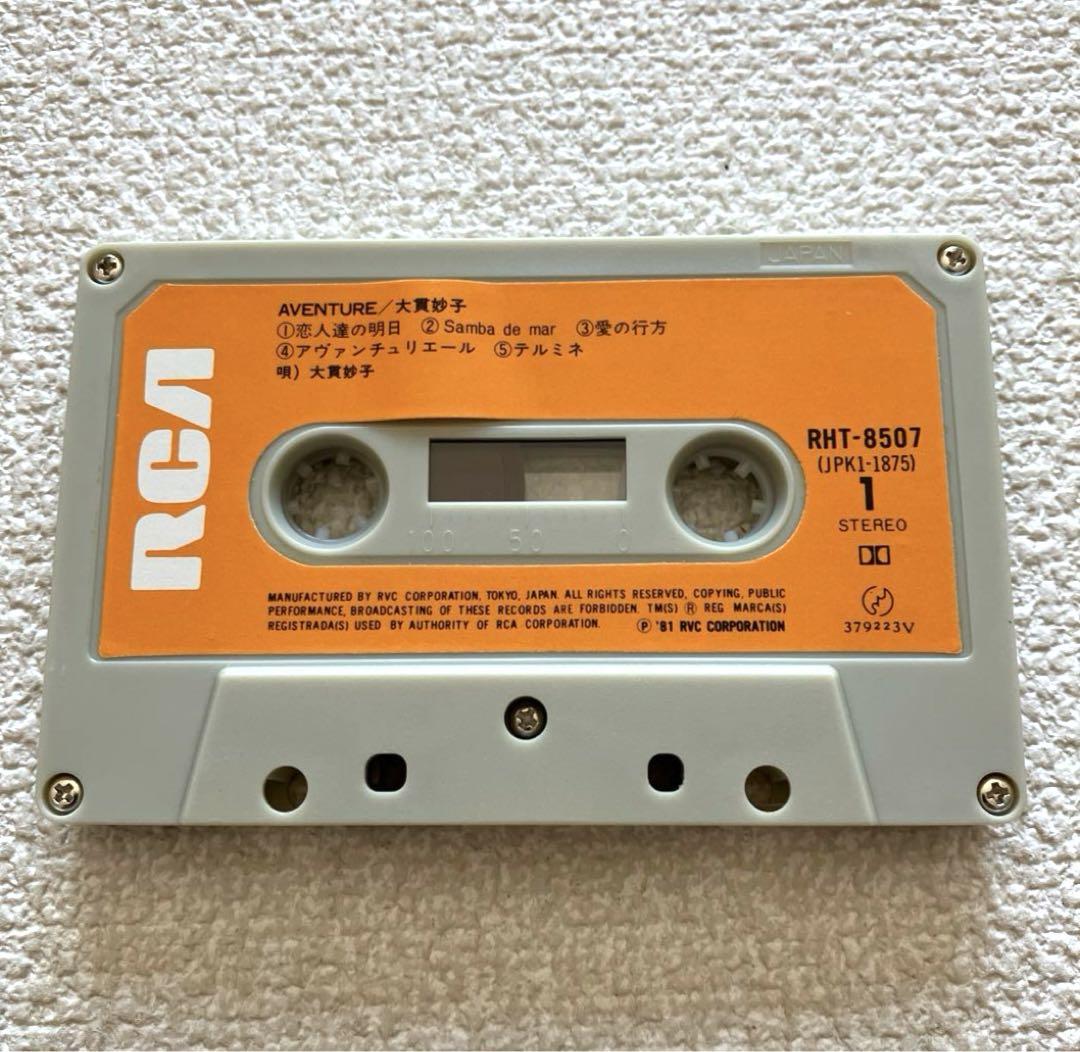 JAPAN
AVENTURE／大貫妙子
①恋人達の明日 ②Samba de mar ③愛の行方
④アヴァンチュリエール ⑤テルミネ
唄）大貫妙子
RCA
RHT-8507
(JPK1-1875)
1
STEREO
100 50 0
MANUFACTURED BY RVC CORPORATION, TOKYO, JAPAN. ALL RIGHTS RESERVED, COPYING, PUBLIC
PERFORMANCE, BROADCASTING OF THESE RECORDS ARE FORBIDDEN. TM(S) Ⓡ REG MARCA(S)
REGISTRADA(S) USED BY AUTHORITY OF RCA CORPORATION. Ⓟ '81 RVC CORPORATION
379223V